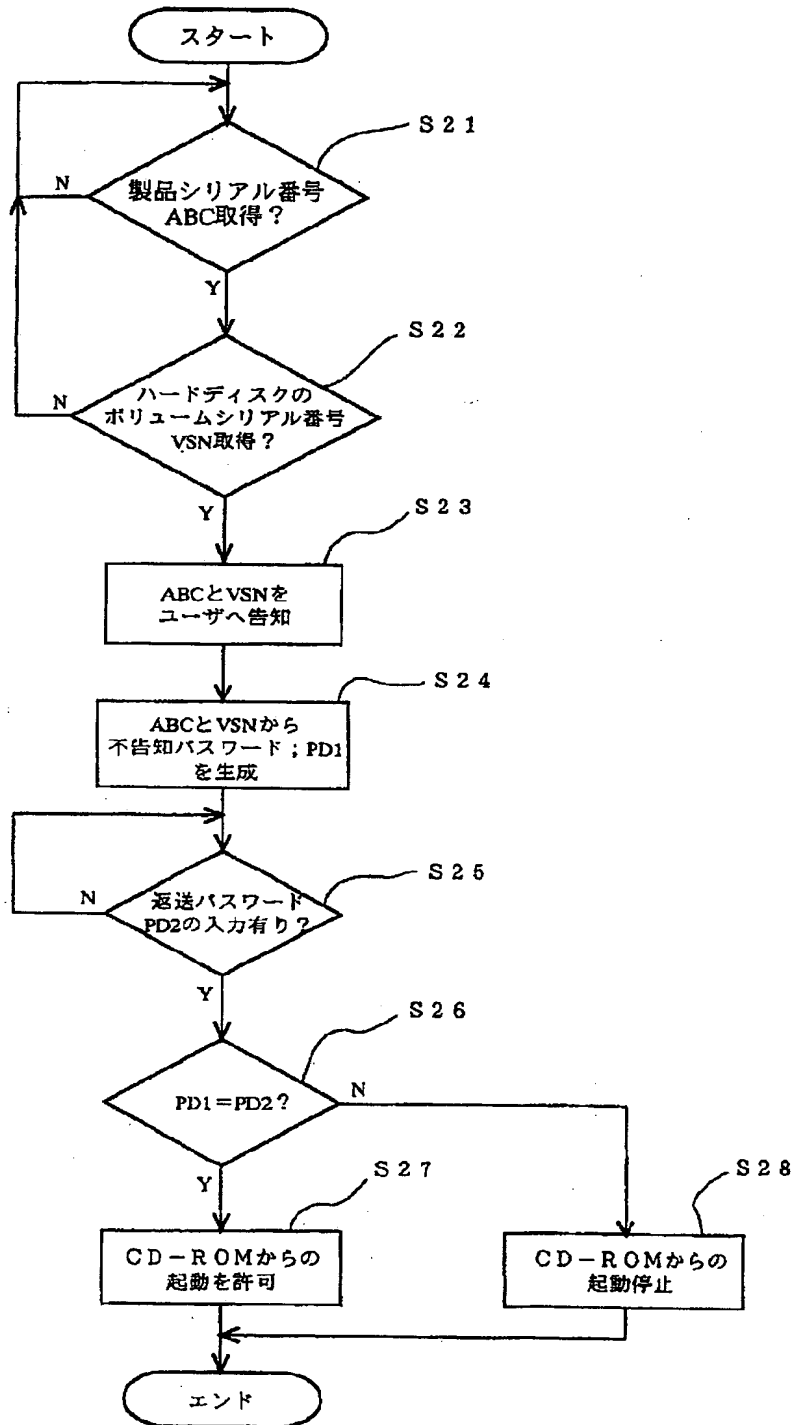 スタート
S21
N
製品シリアル番号
ABC取得?
Y
S22
N
ハードディスクの
ボリュームシリアル番号
VSN取得?
Y
S23
ABCとVSNを
ユーザへ告知
S24
ABCとVSNから
不告知パスワード;PD1
を生成
S25
N
返送パスワード
PD2の入力有り?
Y
S26
PD1=PD2?
N
Y
S27
S28
CD-ROMからの
起動を許可
CD-ROMからの
起動停止
エンド